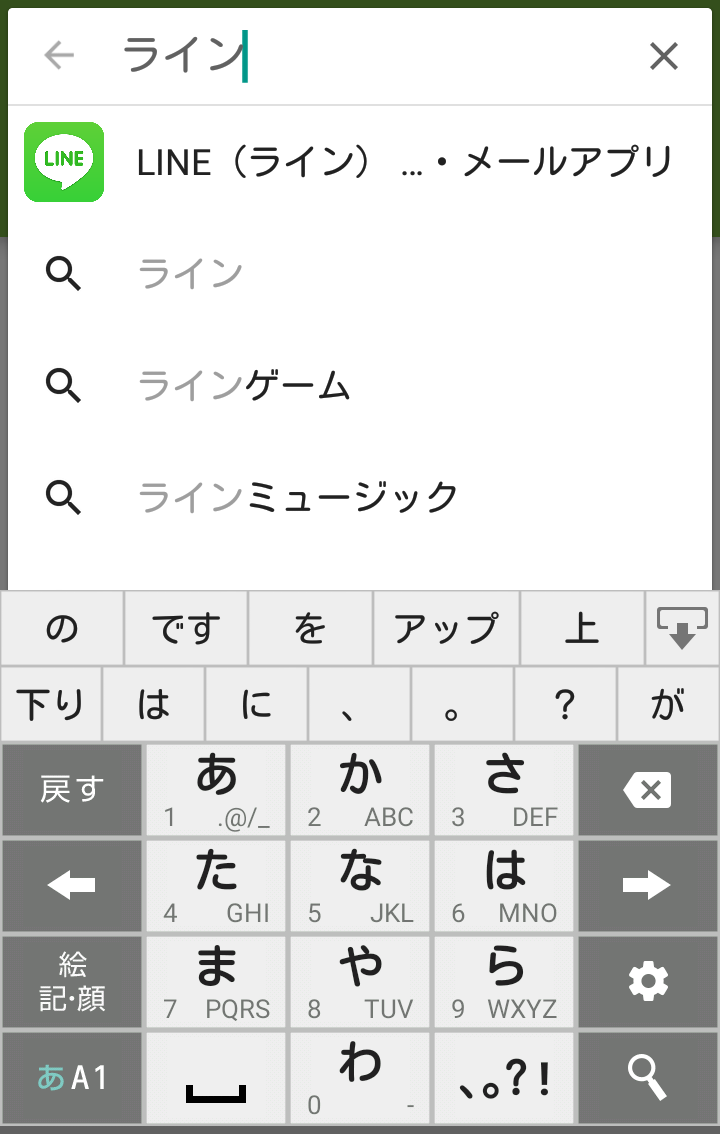 ライン
LINE
LINE（ライン） ...・メールアプリ
ライン
ラインゲーム
ラインミュージック
の です を アップ 上
下り は に 、 。 ? が
戻す あ か さ
1 .@/_ 2 ABC 3 DEF
た な は
4 GHI 5 JKL 6 MNO
絵 ま や ら
記・顔 7 PQRS 8 TUV 9 WXYZ
あA1 わ 、。?!
0 -